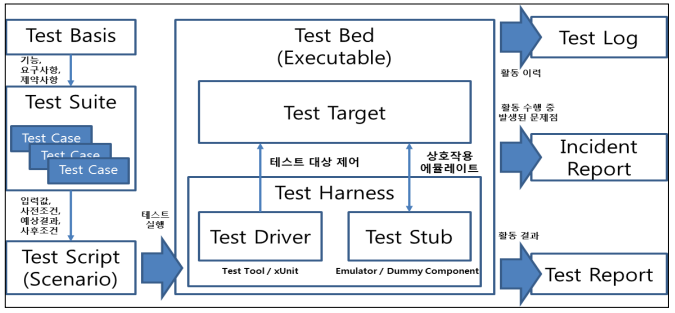 Test Basis
기능,
요구사항,
제약사항
Test Suite
Test Case
Test Case
Test Case
입력값,
사전조건,
예상결과,
사후조건
Test Script
(Scenario)
테스트
실행
Test Bed
(Executable)
Test Target
테스트 대상 제어
상호작용
에뮬레이트
Test Harness
Test Driver
Test Stub
Test Tool / xUnit
Emulator / Dummy Component
Test Log
활동 이력
활동 수행 중
발생된 문제점
Incident
Report
활동 결과
Test Report